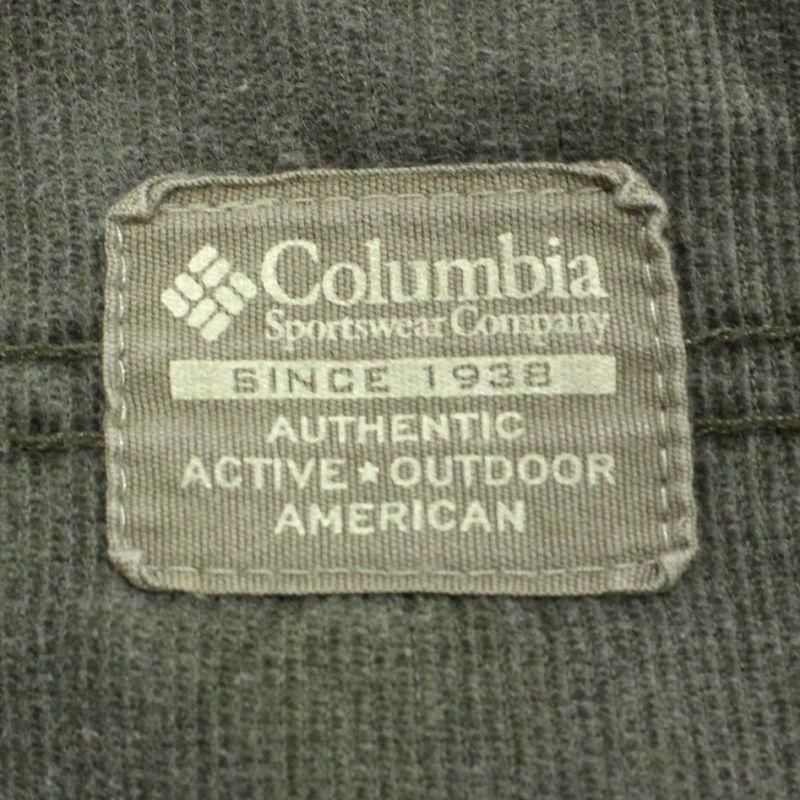 Columbia
Sportswear Company
SINCE 1938
AUTHENTIC
ACTIVE★OUTDOOR
AMERICAN